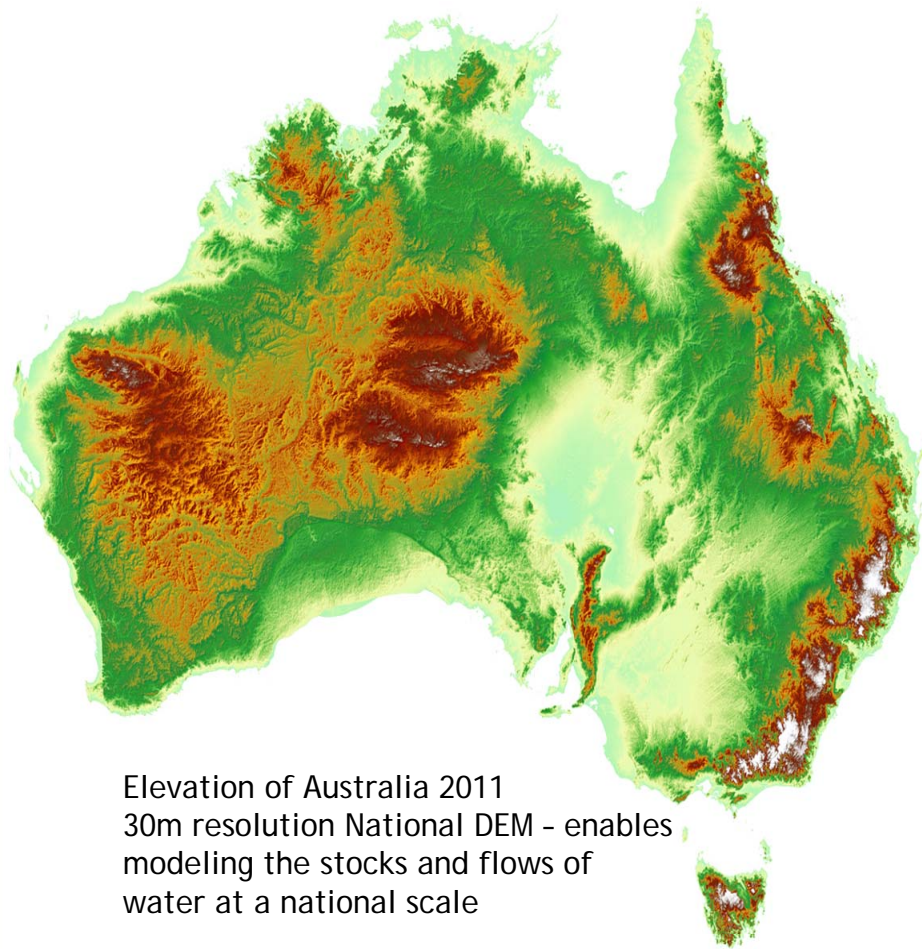 Elevation of Australia 2011
30m resolution National DEM – enables
modeling the stocks and flows of
water at a national scale